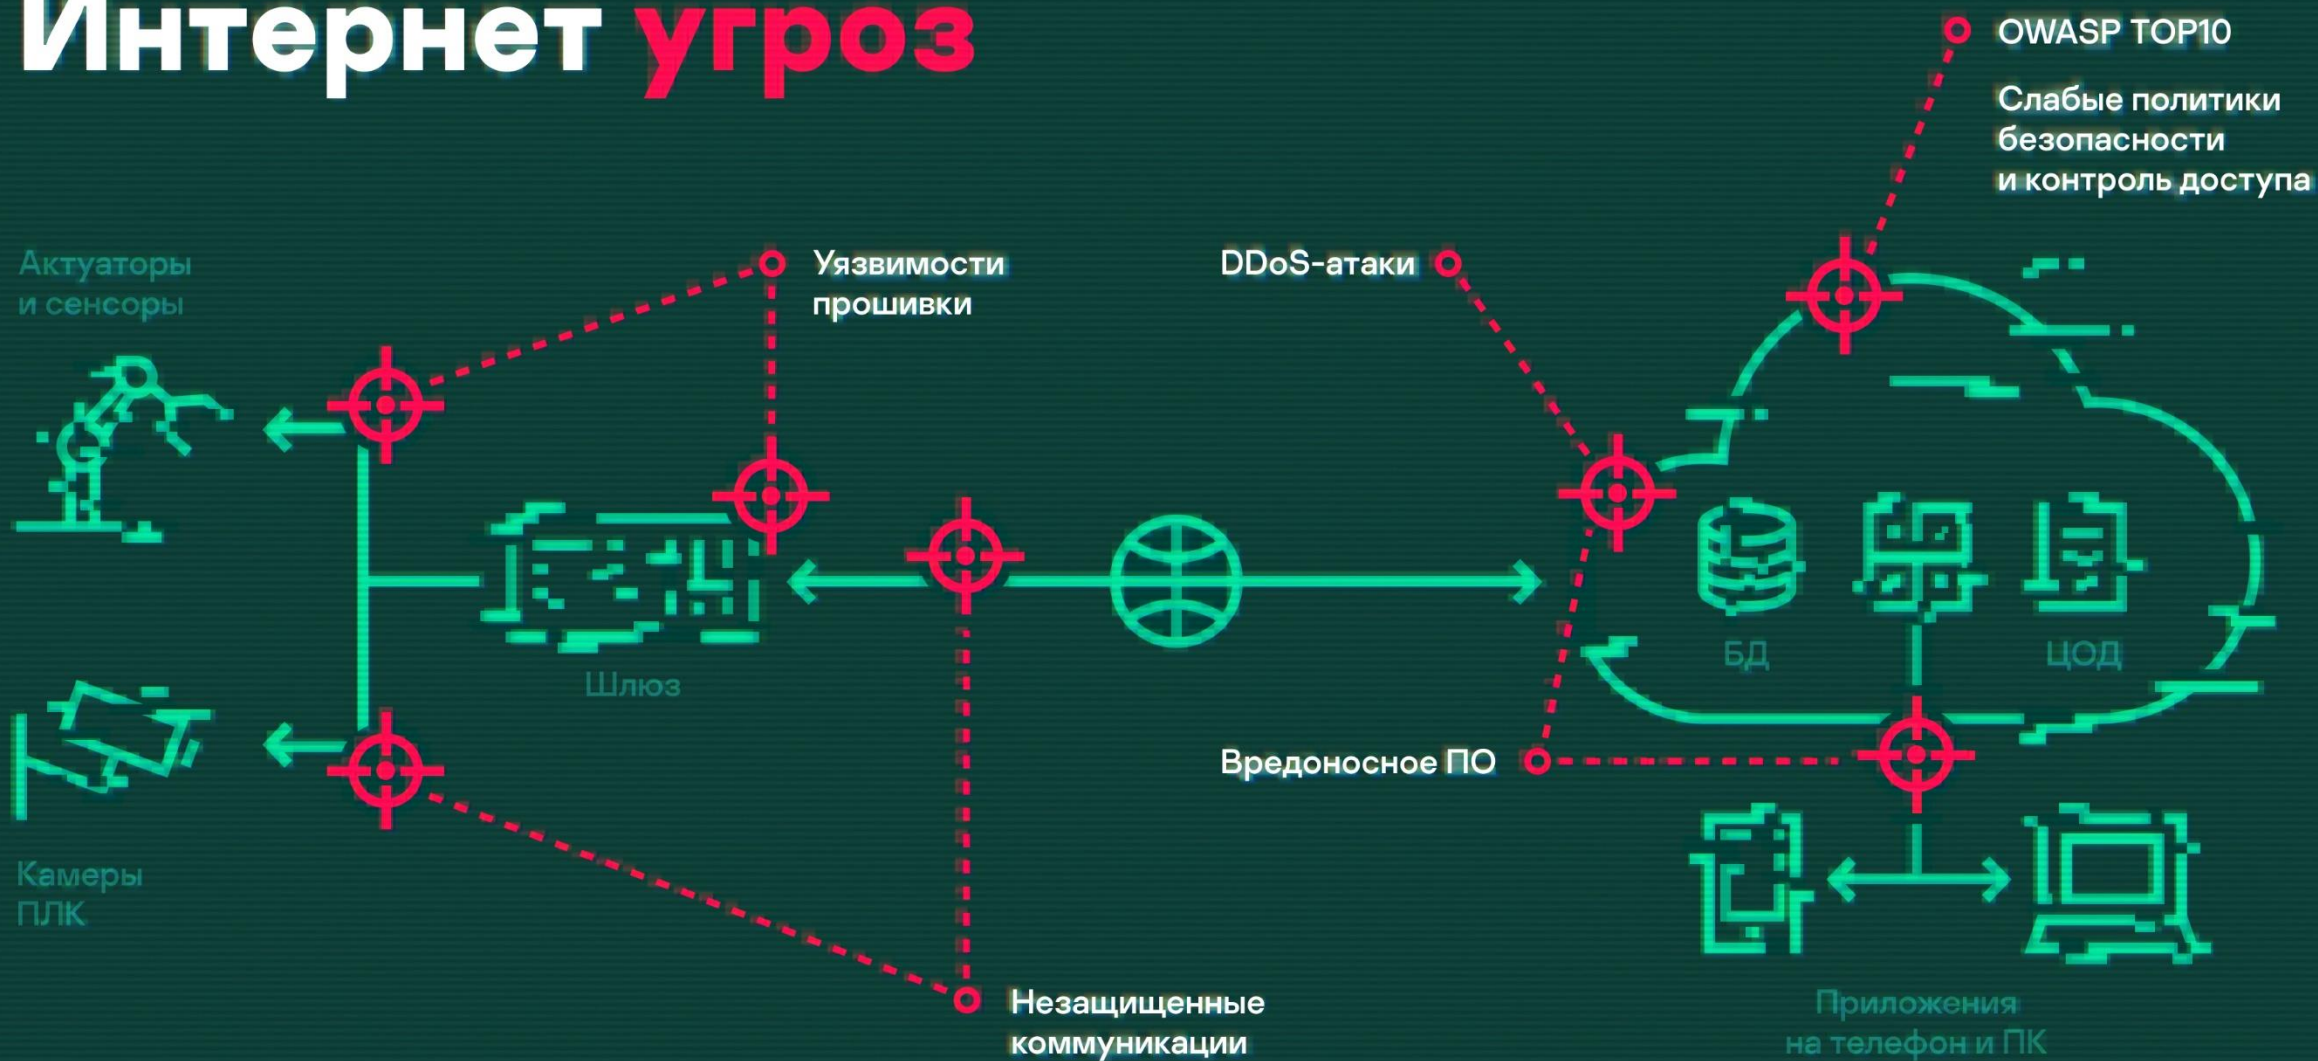 Интернет угроз
OWASP TOP10
Слабые политики
безопасности
и контроль доступа
Актуаторы
и сенсоры
Уязвимости
прошивки
DDoS-атаки
БД
ЦОД
Шлюз
Вредоносное ПО
Камеры
ПЛК
Незащищенные
коммуникации
Приложения
на телефон и ПК